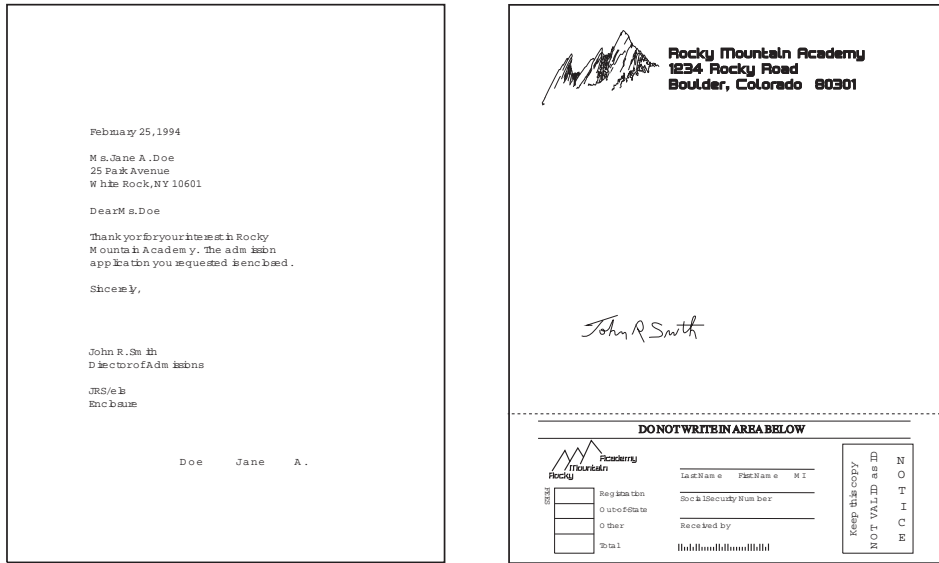 February 25, 1994
Ms. Jane A. Doe
25 Park Avenue
White Rock, NY 10601
Dear Ms. Doe
Thank yor for your interest in Rocky
Mountain Academy. The admission
application you requested is enclosed.
Sincerely,
John R. Smith
Director of Admissions
JRS/els
Enclosure
Doe Jane A.
Rocky Mountain Academy
1234 Rocky Road
Boulder, Colorado 80301
John R Smith
DO NOT WRITE IN AREA BELOW
Rocky Mountain Academy
FEES
Registration
Out-of-State
Other
Total
Last Name First Name MI
Social Security Number
Received by
Keep this copy
NOT VALID as ID
NOTICE